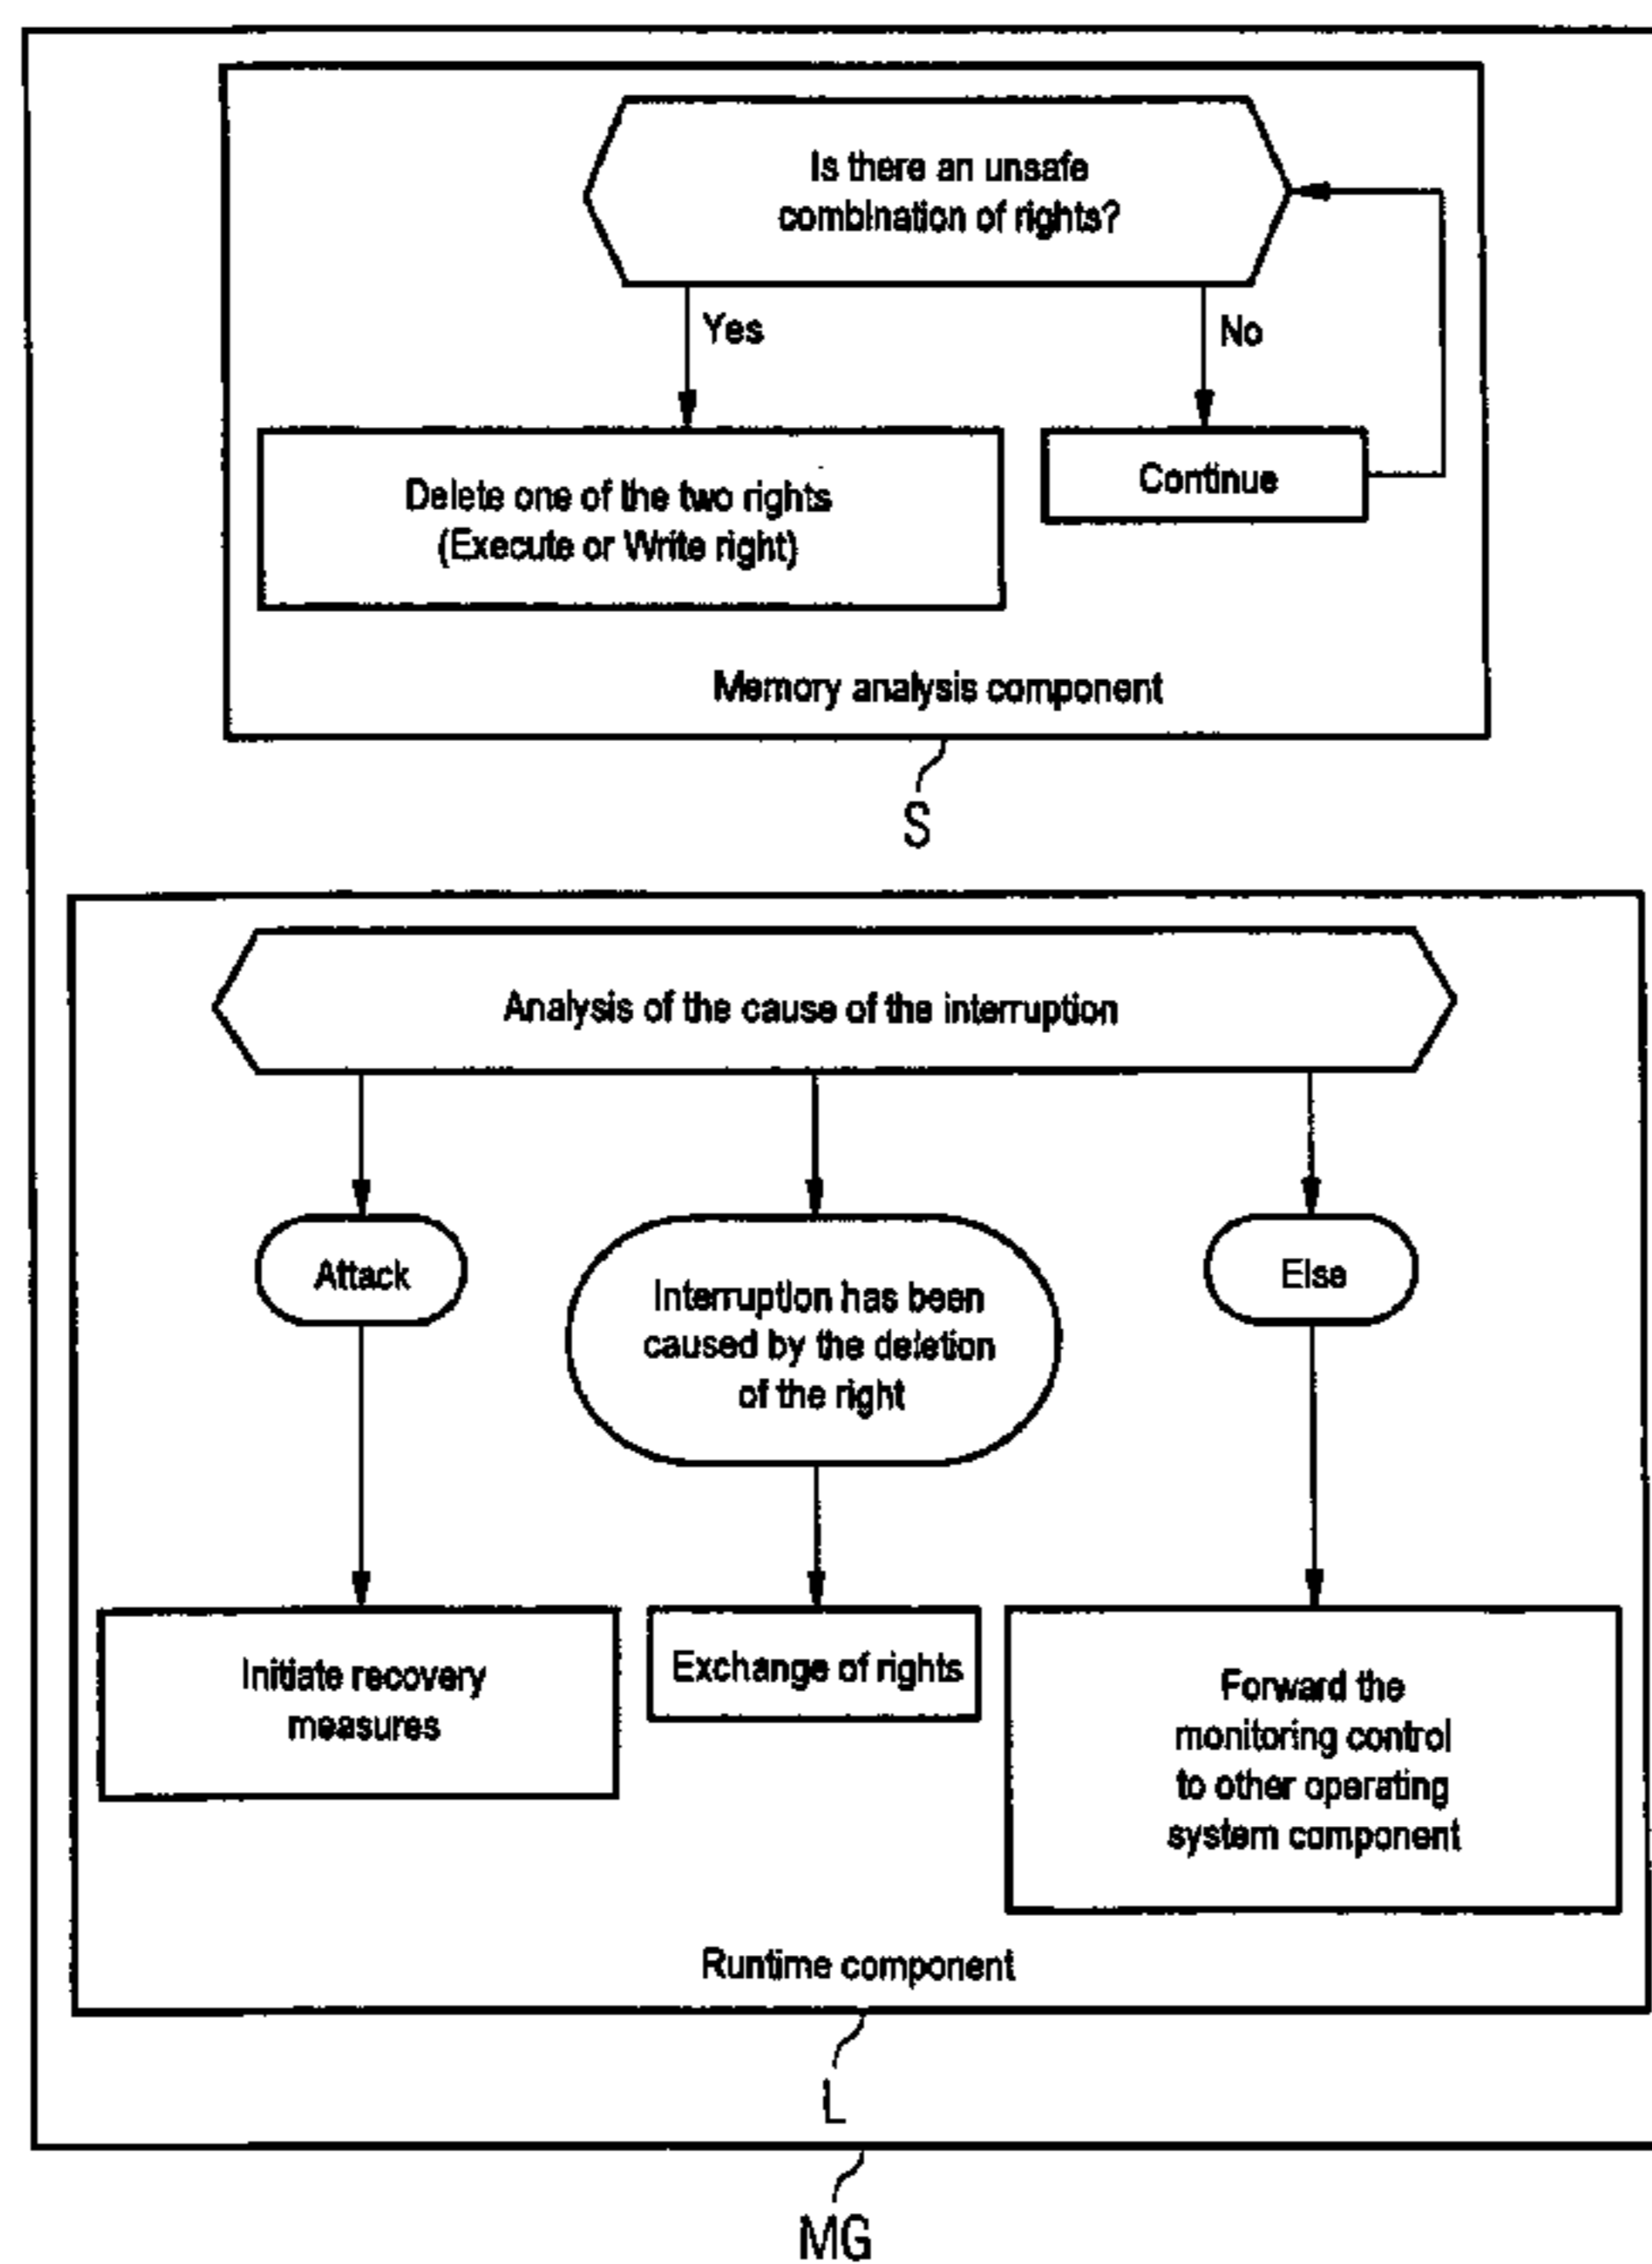 Is there an unsafe
combination of rights?
Yes
No
Delete one of the two rights
(Execute or Write right)
Continue
Memory analysis component
S
Analysis of the cause of the interruption
Attack
Interruption has been
caused by the deletion
of the right
Else
Initiate recovery
measures
Exchange of rights
Forward the
monitoring control
to other operating
system component
Runtime component
L
MG